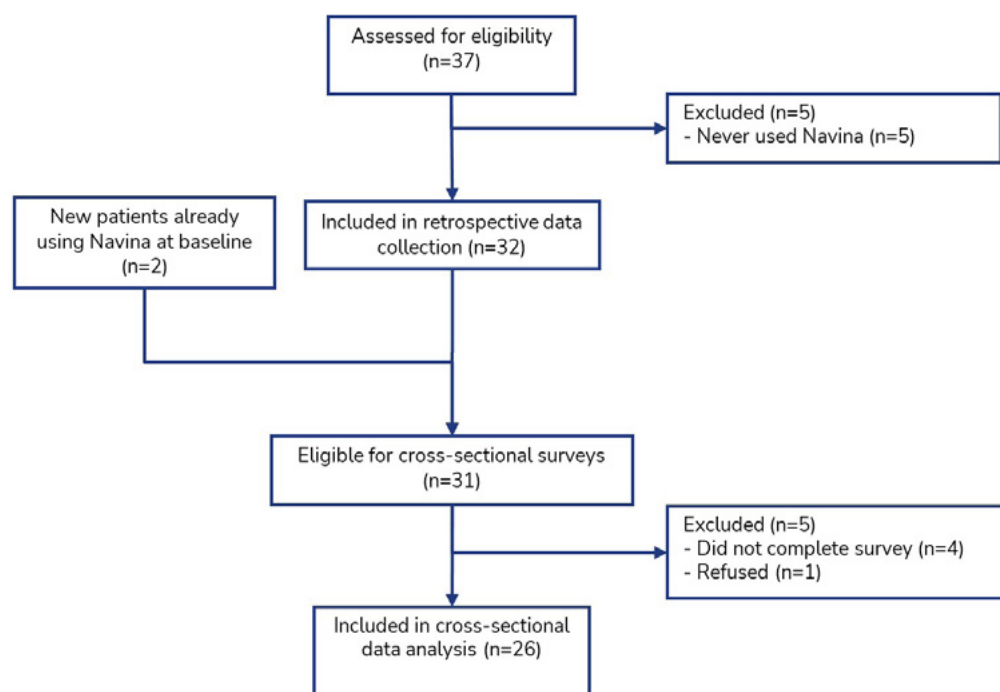 Assessed for eligibility
(n=37)
Excluded (n=5)
- Never used Navina (n=5)
New patients already
using Navina at baseline
(n=2)
Included in retrospective data
collection (n=32)
Eligible for cross-sectional surveys
(n=31)
Excluded (n=5)
- Did not complete survey (n=4)
- Refused (n=1)
Included in cross-sectional
data analysis (n=26)